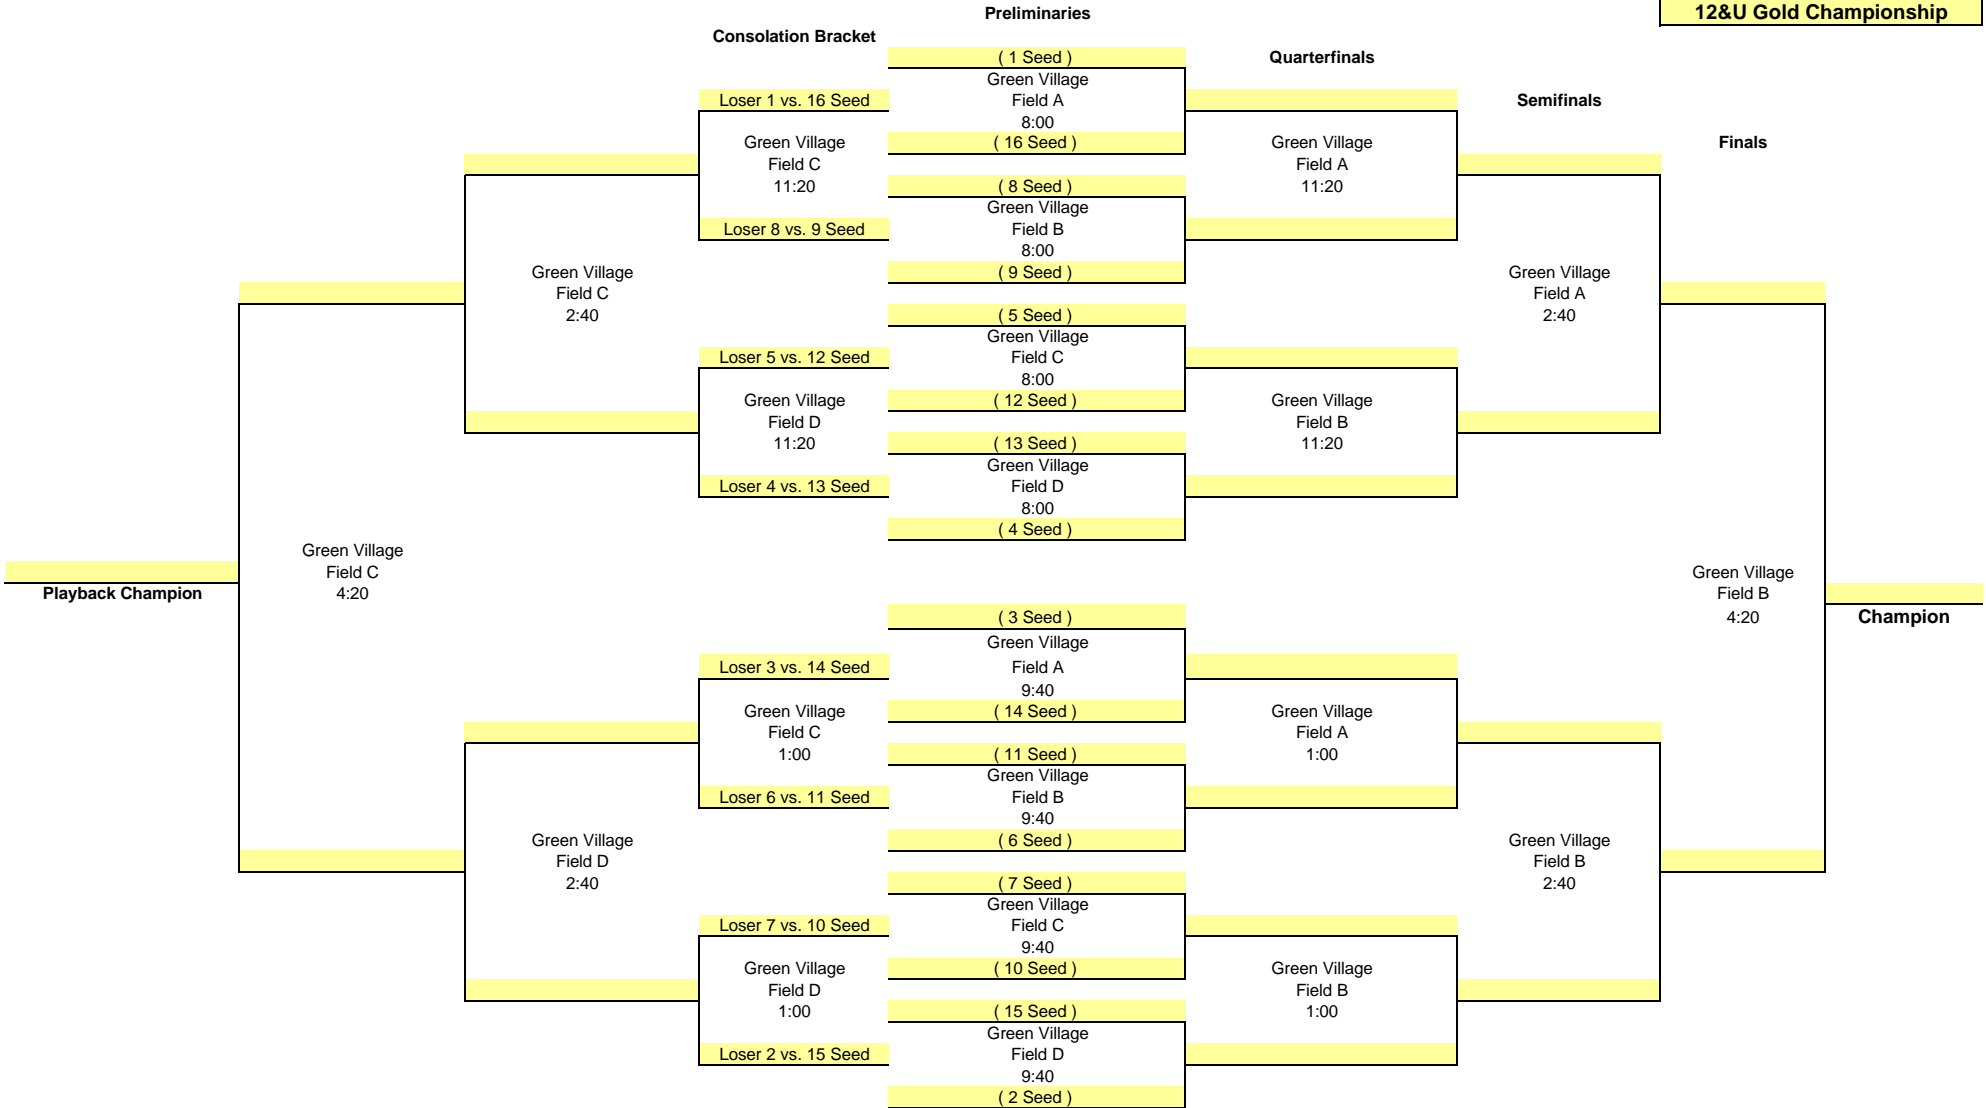 Preliminaries
12&U Gold Championship
Consolation Bracket
( 1 Seed )
Quarterfinals
Green Village
Loser 1 vs. 16 Seed
Field A
Semifinals
8:00
Green Village
( 16 Seed )
Green Village
Finals
Field C
Field A
11:20
( 8 Seed )
11:20
Green Village
Loser 8 vs. 9 Seed
Field B
8:00
Green Village
( 9 Seed )
Green Village
Field C
Field A
2:40
( 5 Seed )
2:40
Green Village
Loser 5 vs. 12 Seed
Field C
8:00
Green Village
( 12 Seed )
Green Village
Field D
Field B
11:20
( 13 Seed )
11:20
Green Village
Loser 4 vs. 13 Seed
Field D
8:00
( 4 Seed )
Green Village
Field C
Green Village
Playback Champion
4:20
Field B
( 3 Seed )
4:20
Champion
Green Village
Loser 3 vs. 14 Seed
Field A
9:40
Green Village
( 14 Seed )
Green Village
Field C
Field A
1:00
( 11 Seed )
1:00
Green Village
Loser 6 vs. 11 Seed
Field B
9:40
Green Village
( 6 Seed )
Green Village
Field D
Field B
2:40
( 7 Seed )
2:40
Green Village
Loser 7 vs. 10 Seed
Field C
9:40
Green Village
( 10 Seed )
Green Village
Field D
Field B
1:00
( 15 Seed )
1:00
Green Village
Loser 2 vs. 15 Seed
Field D
9:40
( 2 Seed )